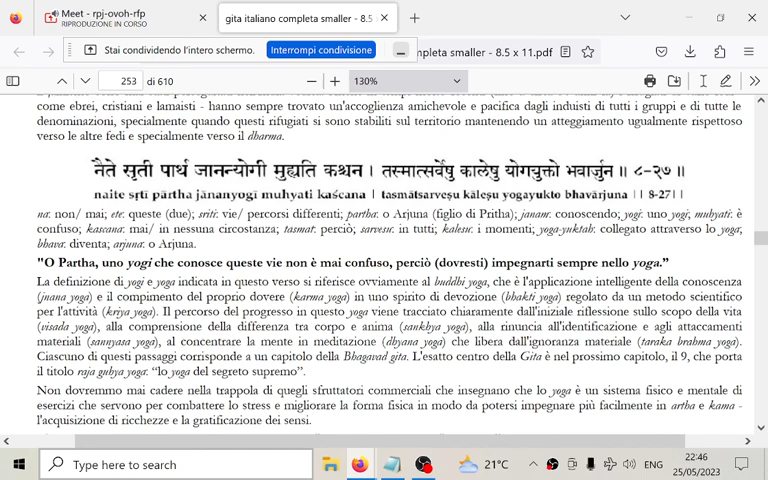 Meet - rpj-ovoh-rfp
RIPRODUZIONE IN CORSO
gita italiano completa smaller - 8.5
Stai condividendo l'intero schermo.
Interrompi condivisione
mpleta smaller - 8.5 x 11.pdf
253 di 610
130%
come ebrei, cristiani e lamaisti - hanno sempre trovato un'accoglienza amichevole e pacifica dagli induisti di tutti i gruppi e di tutte le
denominazioni, specialmente quando questi rifugiati si sono stabiliti sul territorio mantenendo un atteggiamento ugualmente rispettoso
verso le altre fedi e specialmente verso il dharma.
नैते सृती पार्थ जानन्योगी मुह्यति कश्चन । तस्मात्सर्वेषु कालेषु योगयुक्तो भवार्जुन ॥ ८-२७ ॥
naite sṛtī pārtha jānanyogī muhyati kaścana | tasmātsarveṣu kāleṣu yogayukto bhavārjuna || 8-27||
na: non/ mai; ete: queste (due); sriti: vie/ percorsi differenti; partha: o Arjuna (figlio di Pritha); janam: conoscendo; yogi: uno yogi; muhyati: è
confuso; kascana: mai/ in nessuna circostanza; tasmat: perciò; sarvesu: in tutti; kalesu: i momenti; yoga-yuktah: collegato attraverso lo yoga;
bhava: diventa; arjuna: o Arjuna.
"O Partha, uno yogi che conosce queste vie non è mai confuso, perciò (dovresti) impegnarti sempre nello yoga."
La definizione di yogi e yoga indicata in questo verso si riferisce ovviamente al buddhi yoga, che è l'applicazione intelligente della conoscenza
(jnana yoga) e il compimento del proprio dovere (karma yoga) in uno spirito di devozione (bhakti yoga) regolato da un metodo scientifico
per l'attività (kriya yoga). Il percorso del progresso in questo yoga viene tracciato chiaramente dall'iniziale riflessione sullo scopo della vita
(visada yoga), alla comprensione della differenza tra corpo e anima (sankhya yoga), alla rinuncia all'identificazione e agli attaccamenti
materiali (sannyasa yoga), al concentrare la mente in meditazione (dhyana yoga) che libera dall'ignoranza materiale (taraka brahma yoga).
Ciascuno di questi passaggi corrisponde a un capitolo della Bhagavad gita. L'esatto centro della Gita è nel prossimo capitolo, il 9, che porta
il titolo raja guhya yoga: “lo yoga del segreto supremo”.
Non dovremmo mai cadere nella trappola di quegli sfruttatori commerciali che insegnano che lo yoga è un sistema fisico e mentale di
esercizi che servono per combattere lo stress e migliorare la forma fisica in modo da potersi impegnare più facilmente in artha e kama -
l'acquisizione di ricchezze e la gratificazione dei sensi.
Type here to search
21°C
ENG
22:46
25/05/2023